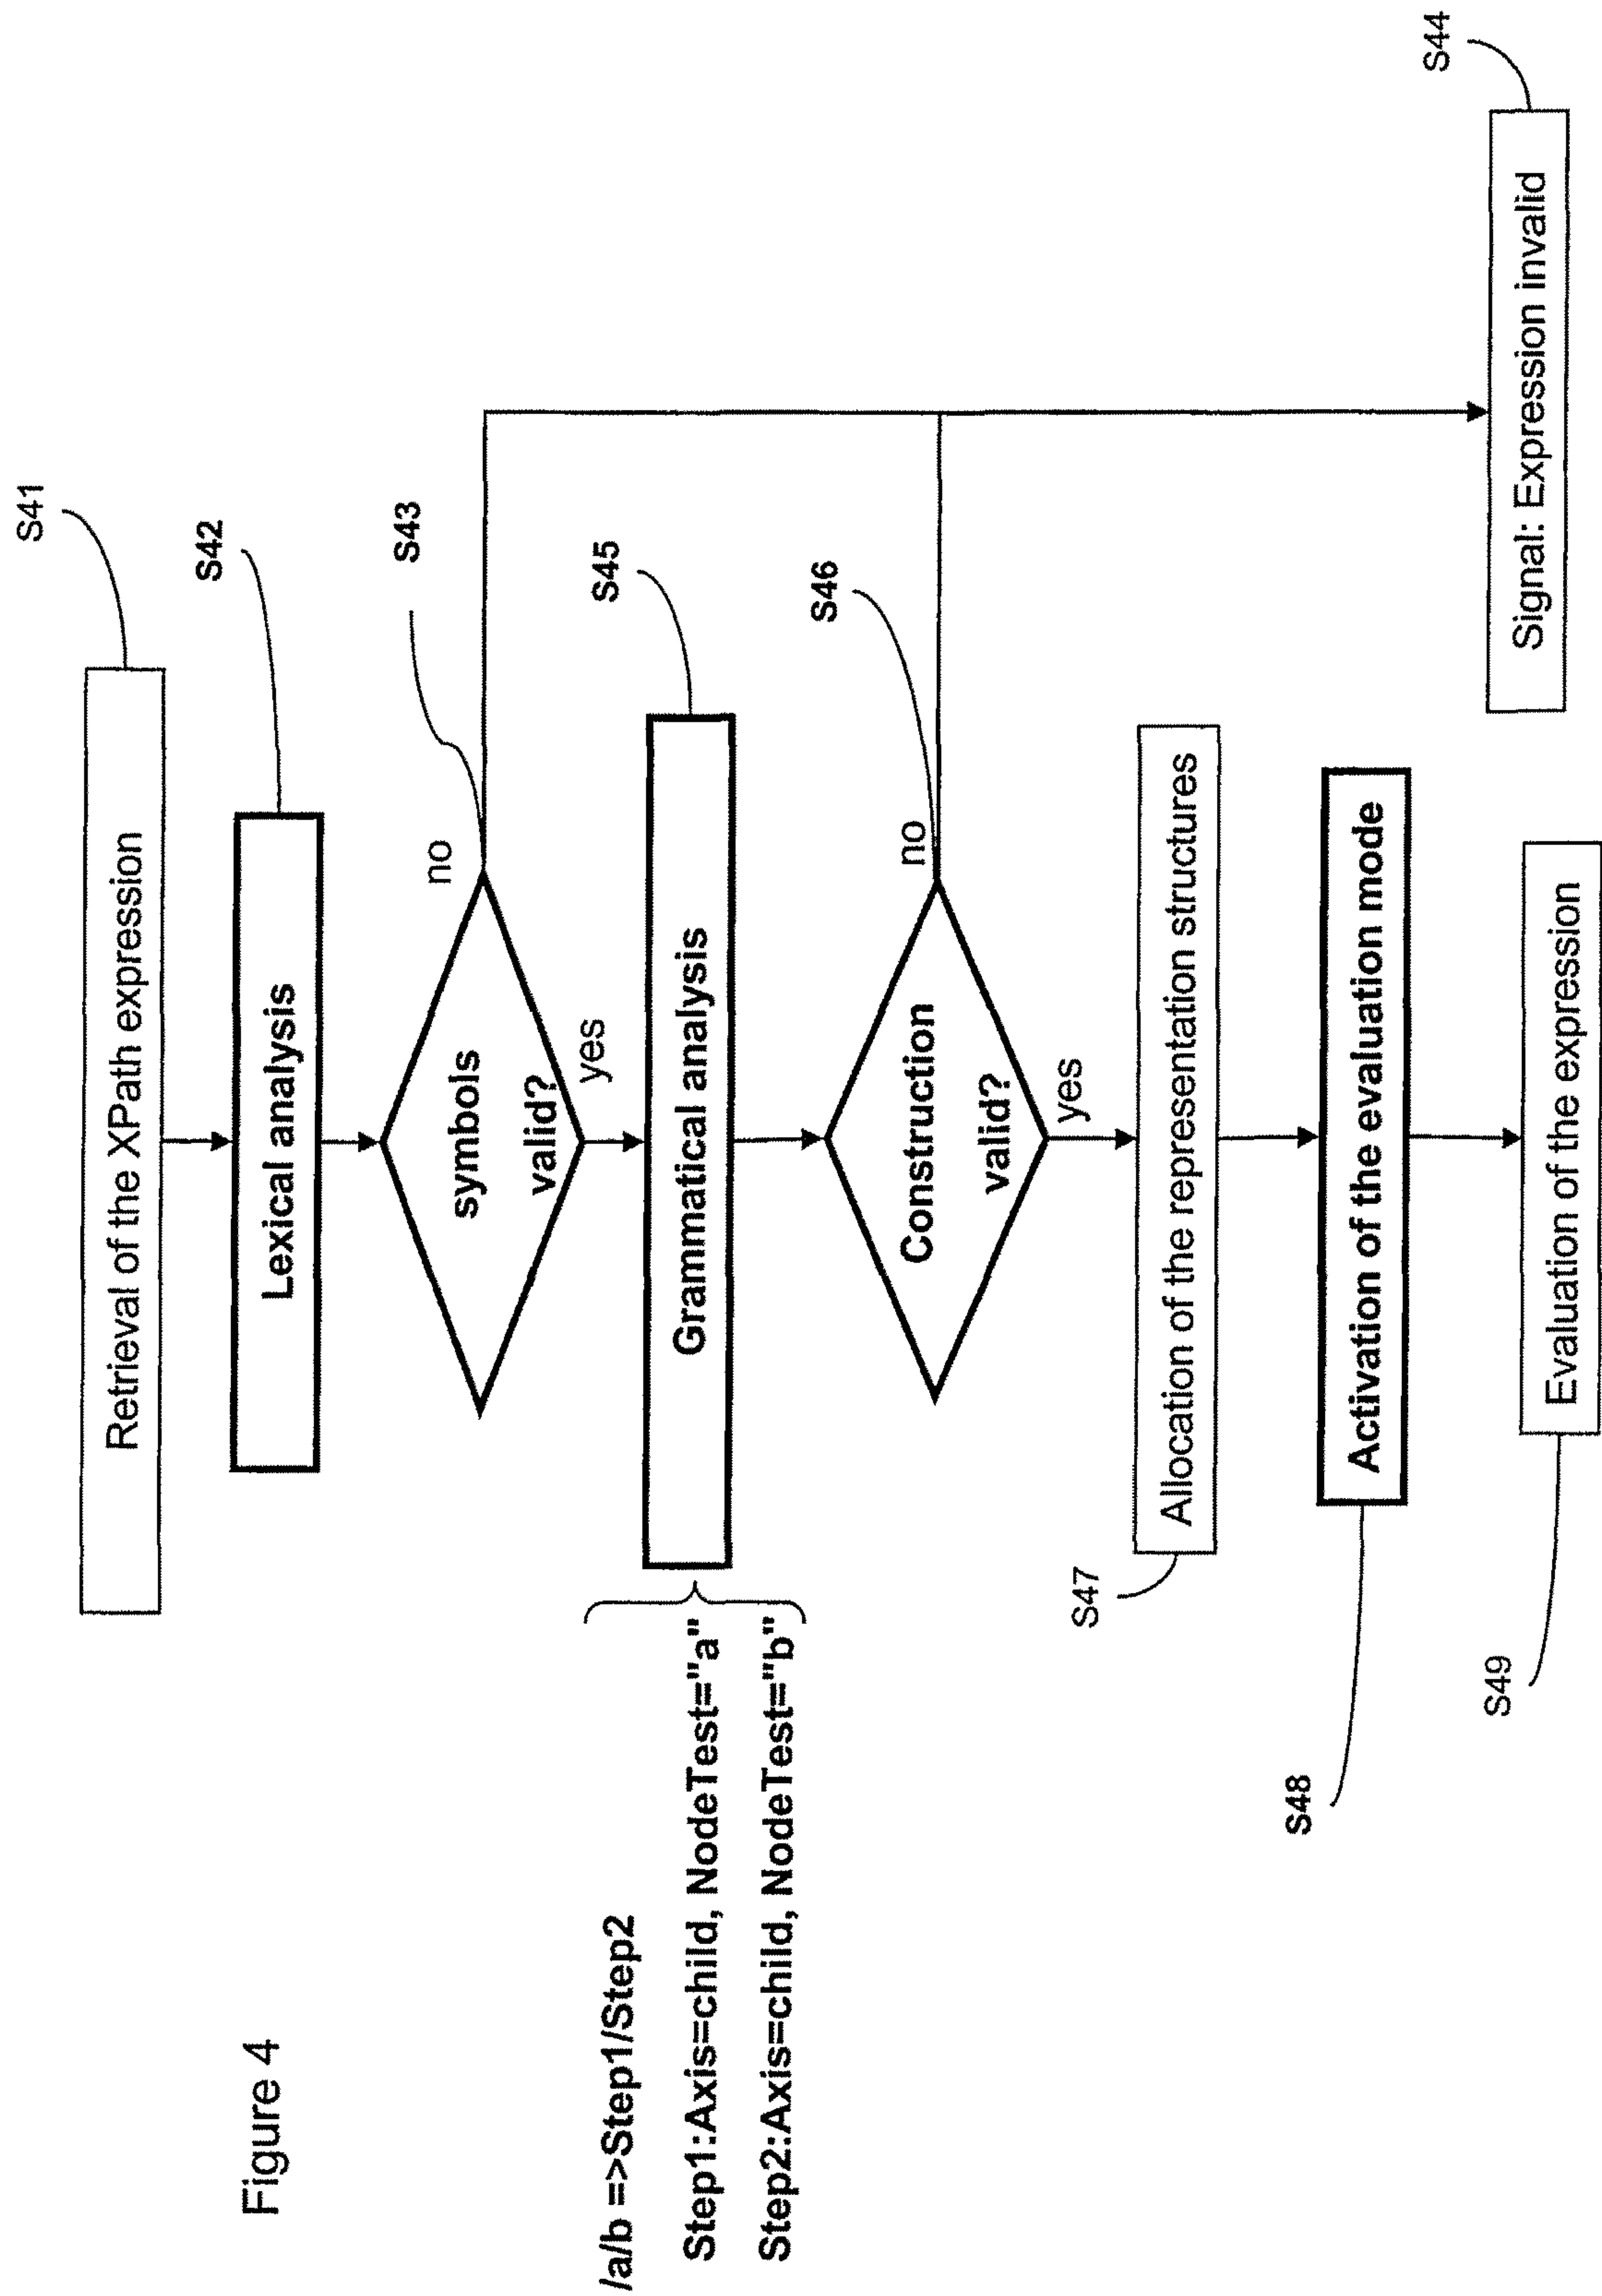 Figure 4
Retrieval of the XPath expression
S41
Lexical analysis
S42
symbols
valid?
S43
no
yes
/a/b =>Step1/Step2
Step1:Axis=child, NodeTest="a"
Step2:Axis=child, NodeTest="b"
Grammatical analysis
S45
Construction
valid?
S46
no
yes
Allocation of the representation structures
S47
Activation of the evaluation mode
S48
Evaluation of the expression
S49
Signal: Expression invalid
S44